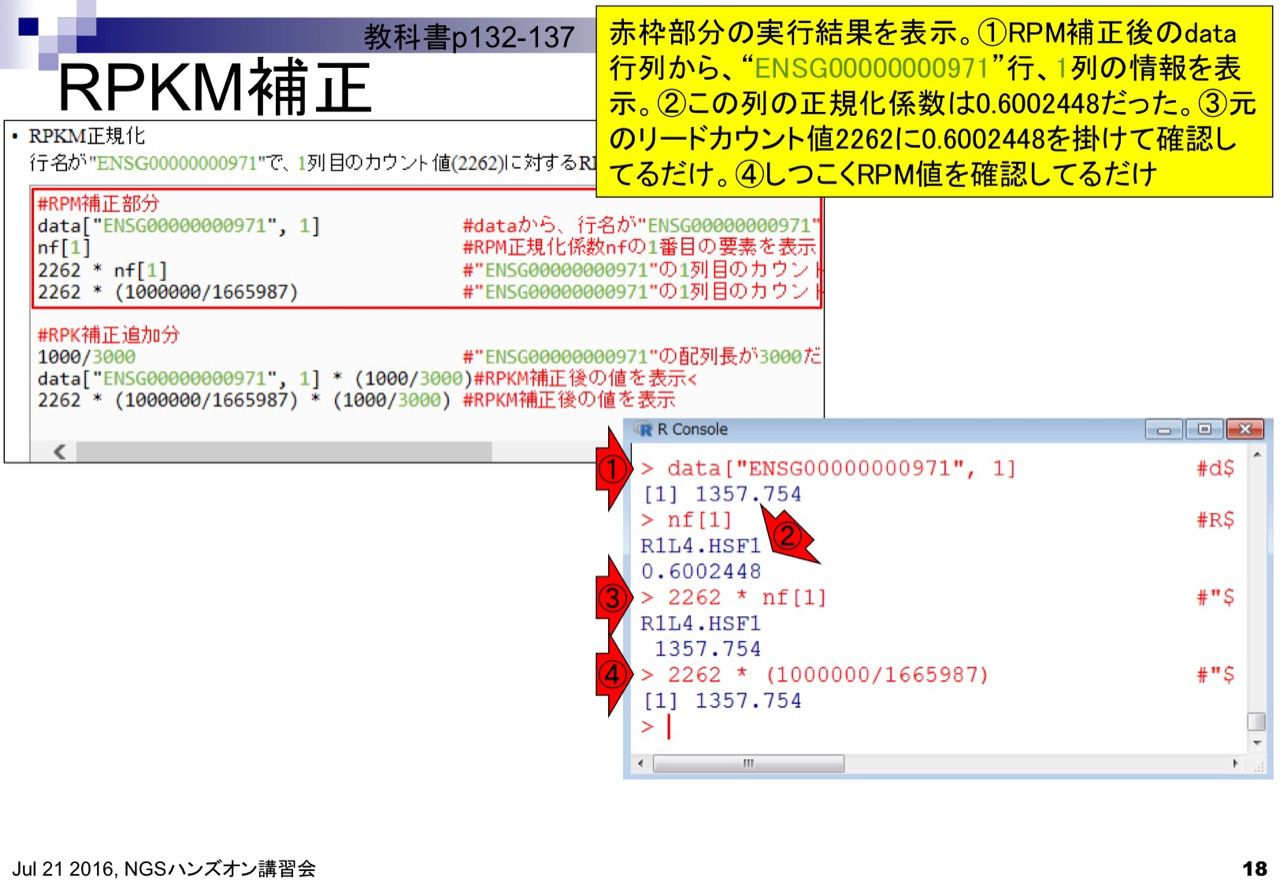 教科書p132-137
RPKM補正
赤枠部分の実行結果を表示。①RPM補正後のdata
行列から、“ENSG00000000971”行、1列の情報を表
示。②この列の正規化係数は0.6002448だった。③元
のリードカウント値2262に0.6002448を掛けて確認し
てるだけ。④しつこくRPM値を確認してるだけ
• RPKM正規化
行名が"ENSG00000000971"で、1列目のカウント値(2262)に対するRI
#RPM補正部分
data["ENSG00000000971", 1] #dataから、行名が"ENSG00000000971"
nf[1] #RPM正規化係数nfの1番目の要素を表示
2262 * nf[1] #"ENSG00000000971"の1列目のカウント
2262 * (1000000/1665987) #"ENSG00000000971"の1列目のカウント
#RPK補正追加分
1000/3000 #"ENSG00000000971"の配列長が3000だ
data["ENSG00000000971", 1] * (1000/3000)#RPKM補正後の値を表示<
2262 * (1000000/1665987) * (1000/3000) #RPKM補正後の値を表示
R Console
① > data["ENSG00000000971", 1] #d$
[1] 1357.754
> nf[1] #R$
②
R1L4.HSF1
0.6002448
③ > 2262 * nf[1] #"$
R1L4.HSF1
1357.754
④ > 2262 * (1000000/1665987) #"$
[1] 1357.754
>
Jul 21 2016, NGSハンズオン講習会
18